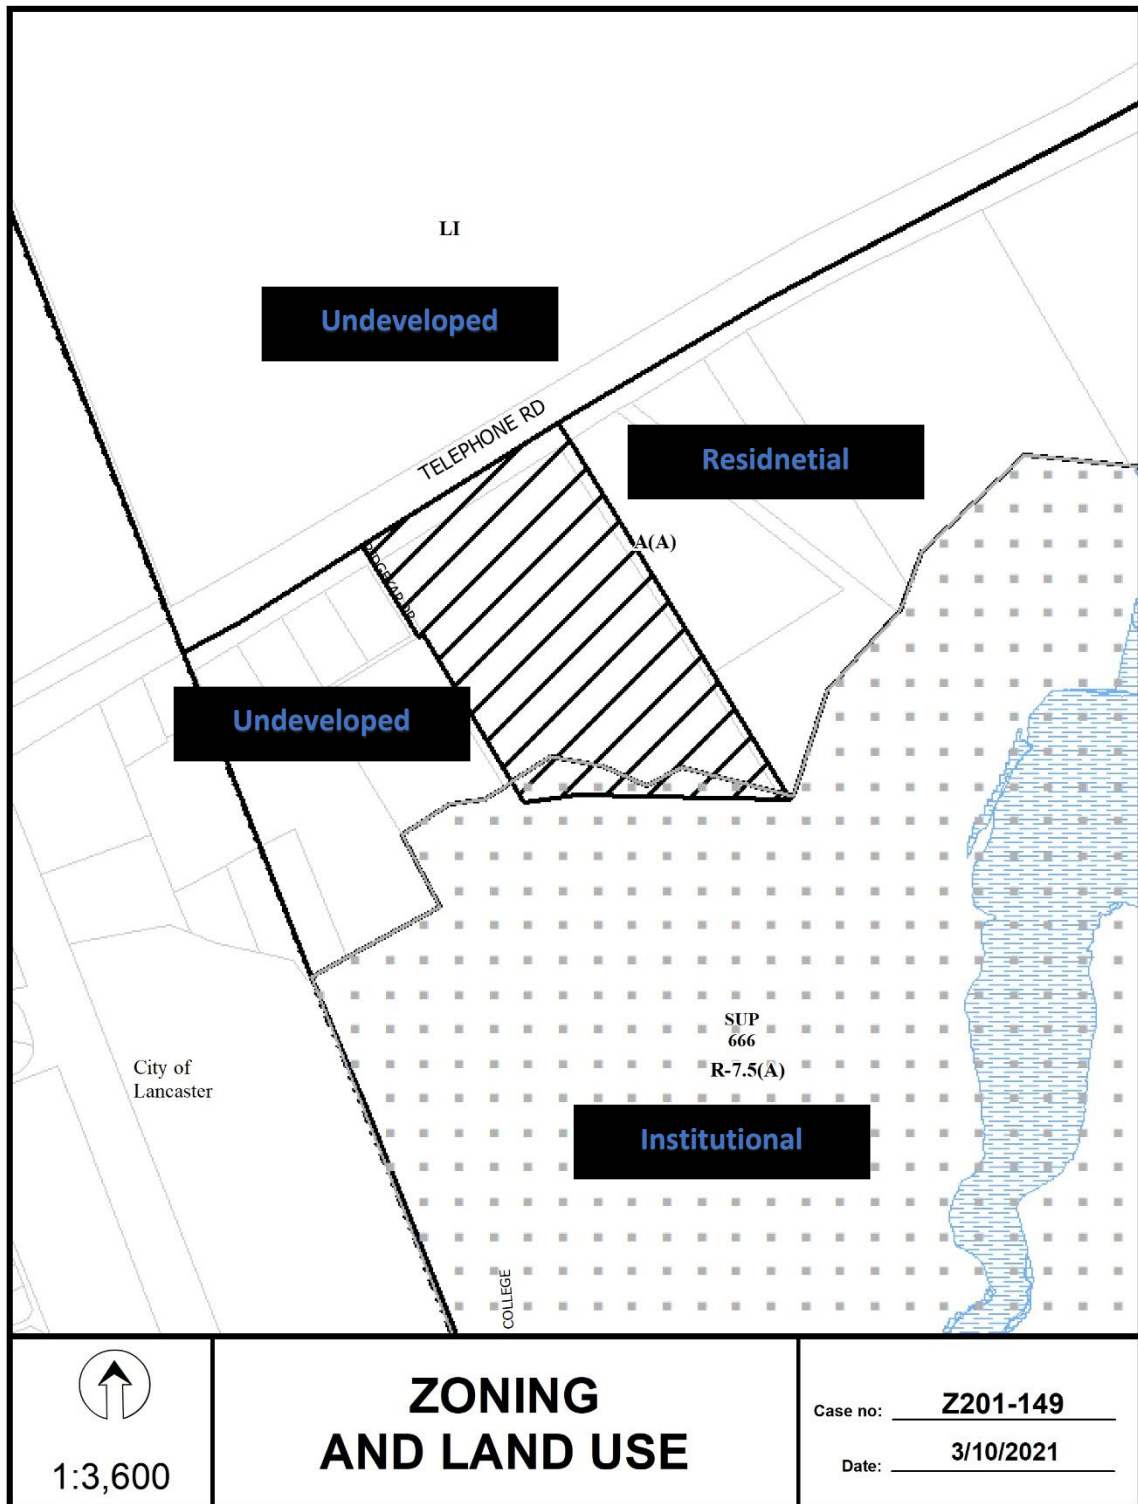 LI
Undeveloped
TELEPHONE RD
Residnetial
A(A)
Undeveloped
SUP
666
R-7.5(A)
City of
Lancaster
Institutional
COLLEGE
1:3,600
ZONING
AND LAND USE
Case no: Z201-149
Date: 3/10/2021